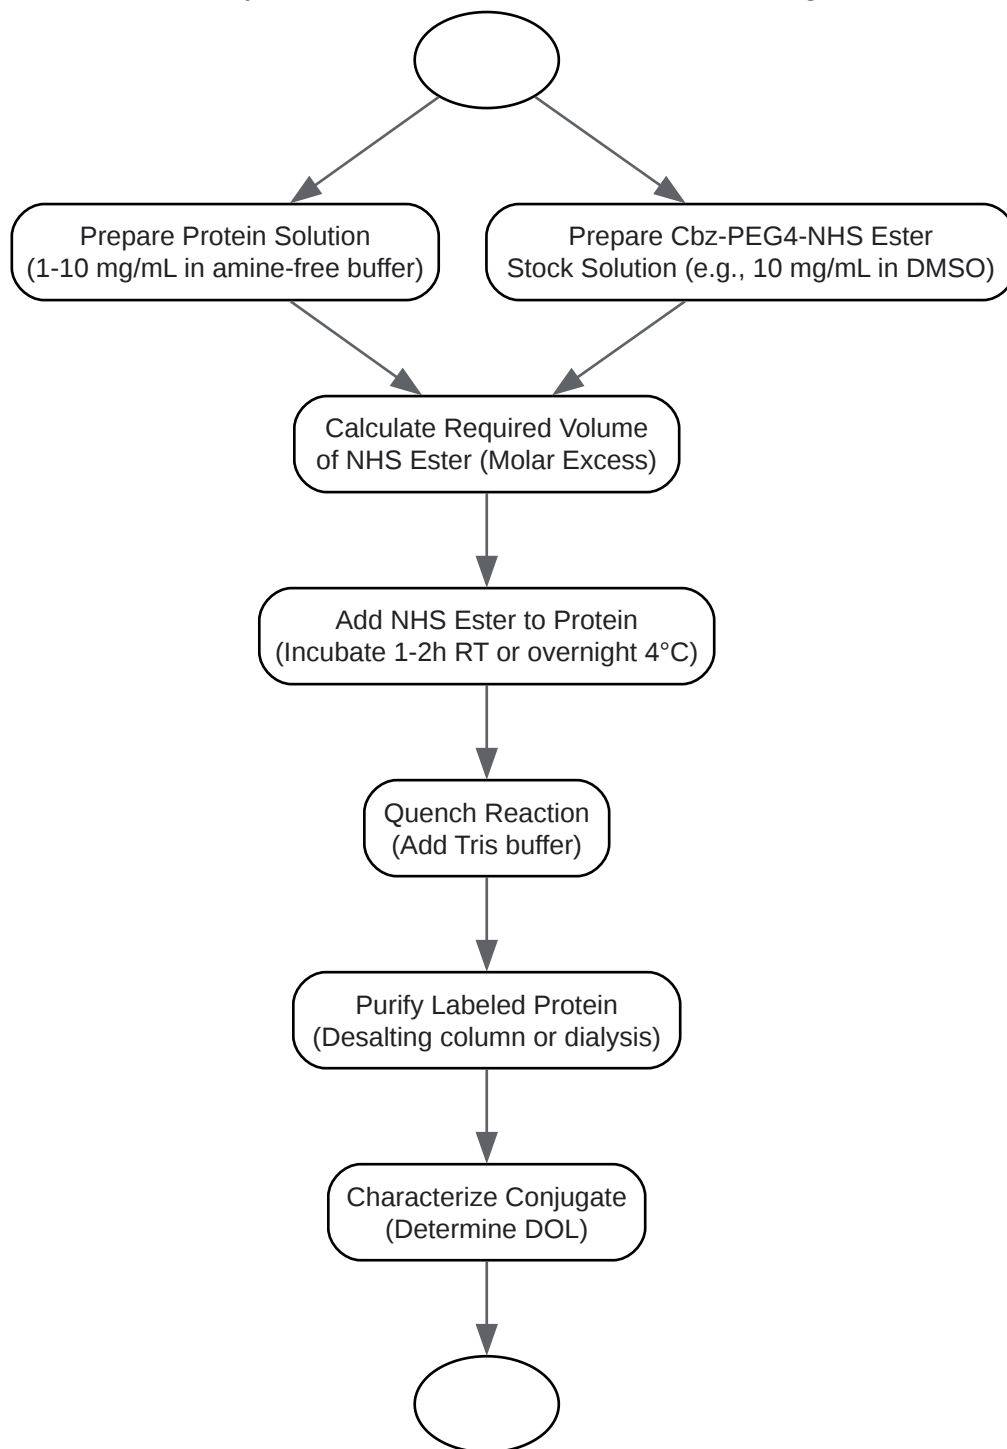 Prepare Protein Solution
(1-10 mg/mL in amine-free buffer)
Prepare Cbz-PEG4-NHS Ester
Stock Solution (e.g., 10 mg/mL in DMSO)
Calculate Required Volume
of NHS Ester (Molar Excess)
Add NHS Ester to Protein
(Incubate 1-2h RT or overnight 4°C)
Quench Reaction
(Add Tris buffer)
Purify Labeled Protein
(Desalting column or dialysis)
Characterize Conjugate
(Determine DOL)